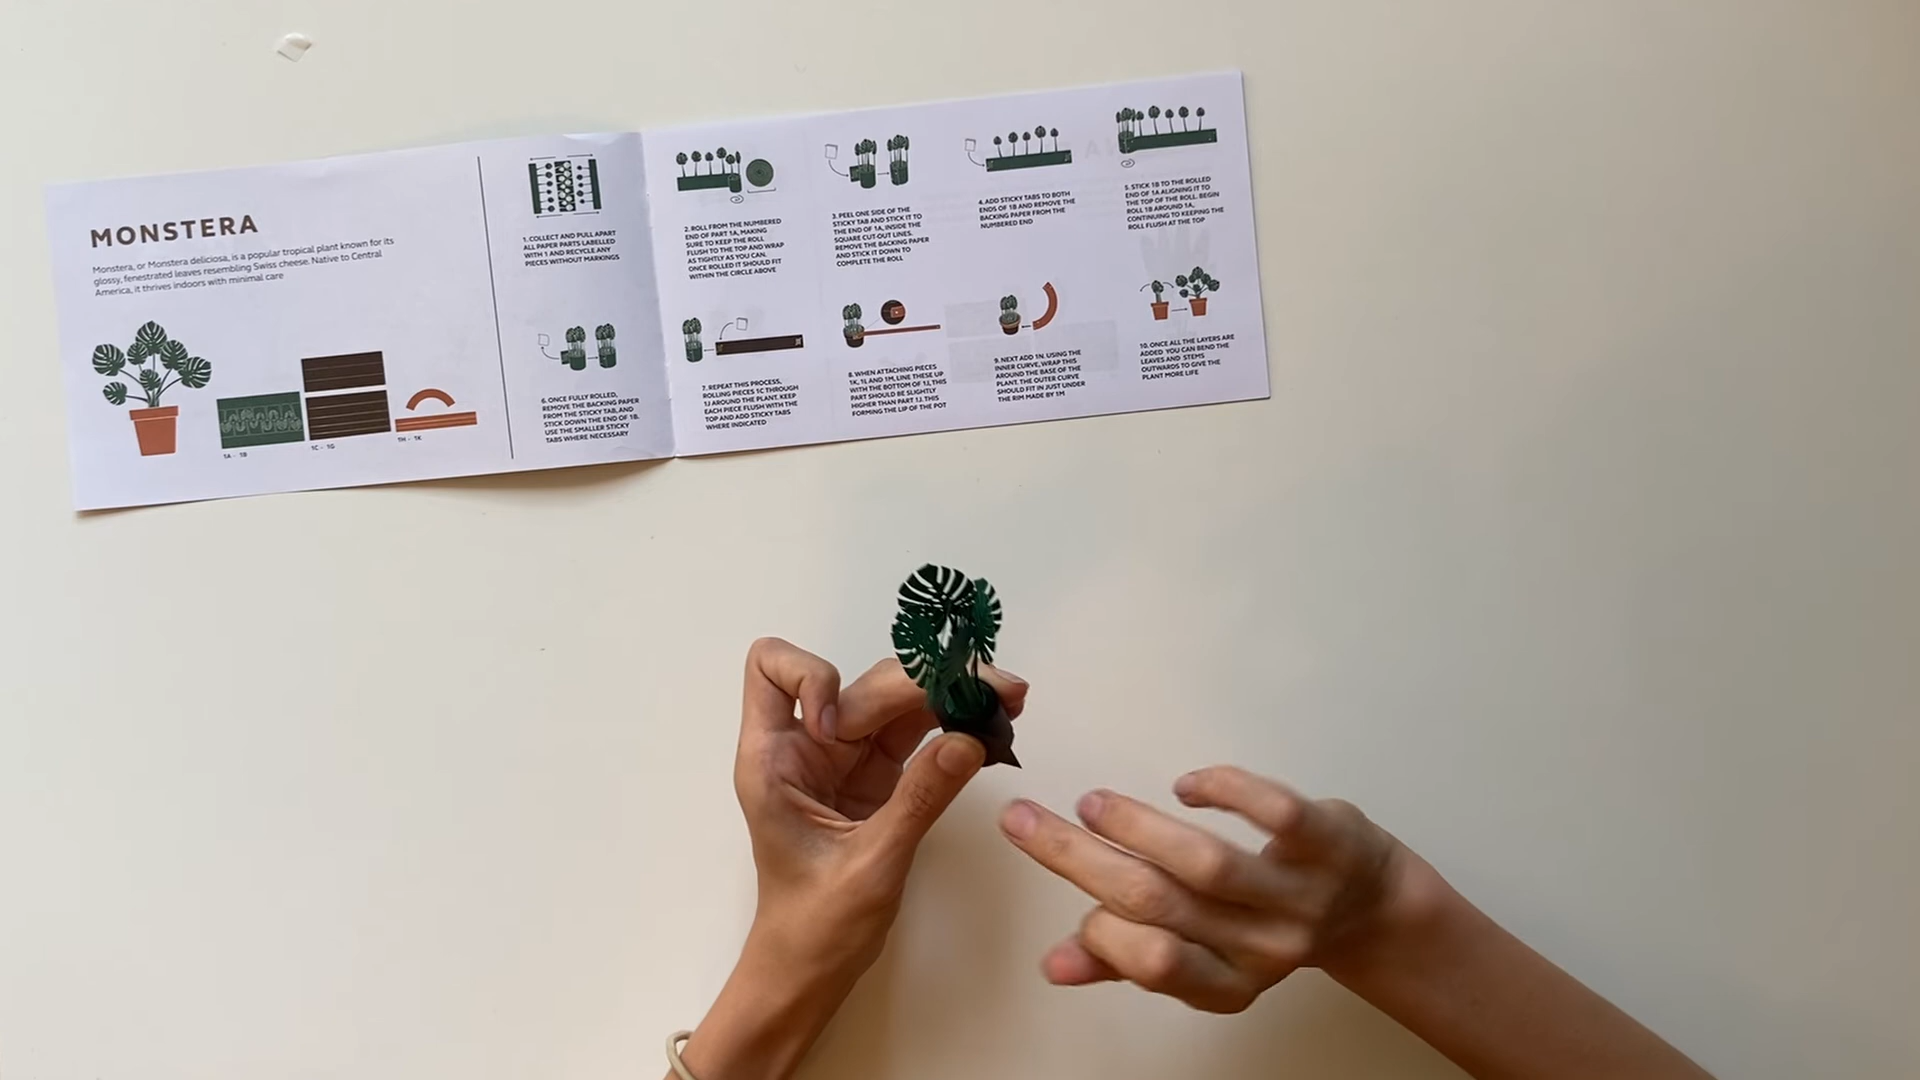 MONSTERA
Monstera, or Monstera deliciosa, is a popular tropical plant known for its
glossy, fenestrated leaves resembling Swiss cheese. Native to Central
America, it thrives indoors with minimal care
1A - 1B
1C - 1G
1H - 1K
1. COLLECT AND PULL APART
ALL PAPER PARTS LABELLED
WITH 1 AND RECYCLE ANY
PIECES WITHOUT MARKINGS
2. ROLL FROM THE NUMBERED
END OF PART 1A, MAKING
SURE TO KEEP THE ROLL
FLUSH TO THE TOP AND WRAP
AS TIGHTLY AS YOU CAN.
ONCE ROLLED IT SHOULD FIT
WITHIN THE CIRCLE ABOVE
3. PEEL ONE SIDE OF THE
STICKY TAB AND STICK IT TO
THE END OF 1A, INSIDE THE
SQUARE CUT-OUT LINES.
REMOVE THE BACKING PAPER
AND STICK IT DOWN TO
COMPLETE THE ROLL
4. ADD STICKY TABS TO BOTH
ENDS OF 1B AND REMOVE THE
BACKING PAPER FROM THE
NUMBERED END
5. STICK 1B TO THE ROLLED
END OF 1A ALIGNING IT TO
THE TOP OF THE ROLL. BEGIN
ROLL 1B AROUND 1A,
CONTINUING TO KEEPING THE
ROLL FLUSH AT THE TOP
6. ONCE FULLY ROLLED,
REMOVE THE BACKING PAPER
FROM THE STICKY TAB, AND
STICK DOWN THE END OF 1B.
USE THE SMALLER STICKY
TABS WHERE NECESSARY
7. REPEAT THIS PROCESS,
ROLLING PIECES 1C THROUGH
1J AROUND THE PLANT. KEEP
EACH PIECE FLUSH WITH THE
TOP AND ADD STICKY TABS
WHERE INDICATED
8. WHEN ATTACHING PIECES
1K, 1L AND 1M, LINE THESE UP
WITH THE BOTTOM OF 1J, THIS
PART SHOULD BE SLIGHTLY
HIGHER THAN PART 1J. THIS
FORMING THE LIP OF THE POT
9. NEXT ADD 1N. USING THE
INNER CURVE, WRAP THIS
AROUND THE BASE OF THE
PLANT. THE OUTER CURVE
SHOULD FIT IN JUST UNDER
THE RIM MADE BY 1M
10. ONCE ALL THE LAYERS ARE
ADDED YOU CAN BEND THE
LEAVES AND STEMS
OUTWARDS TO GIVE THE
PLANT MORE LIFE